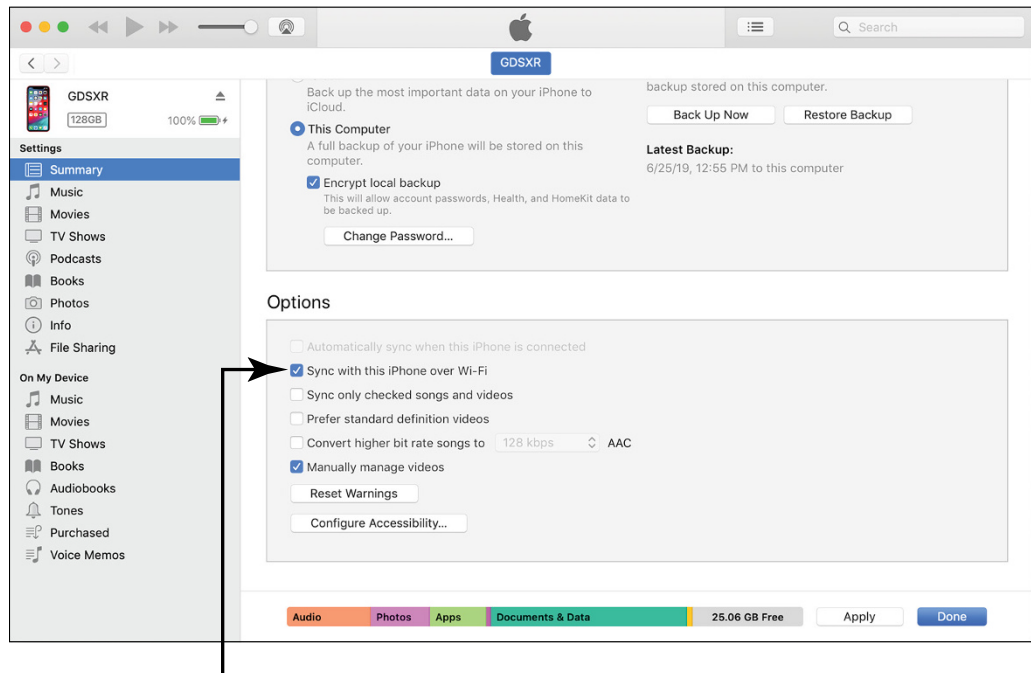 Search
GDSXR
GDSXR
128GB
100%
Settings
Summary
Music
Movies
TV Shows
Podcasts
Books
Photos
Info
File Sharing
On My Device
Music
Movies
TV Shows
Books
Audiobooks
Tones
Purchased
Voice Memos
Back up the most important data on your iPhone to
iCloud.
This Computer
A full backup of your iPhone will be stored on this
computer.
Encrypt local backup
This will allow account passwords, Health, and HomeKit data to
be backed up.
Change Password...
backup stored on this computer.
Back Up Now
Restore Backup
Latest Backup:
6/25/19, 12:55 PM to this computer
Options
Automatically sync when this iPhone is connected
Sync with this iPhone over Wi-Fi
Sync only checked songs and videos
Prefer standard definition videos
Convert higher bit rate songs to 128 kbps AAC
Manually manage videos
Reset Warnings
Configure Accessibility...
Audio Photos Apps Documents & Data 25.06 GB Free Apply Done